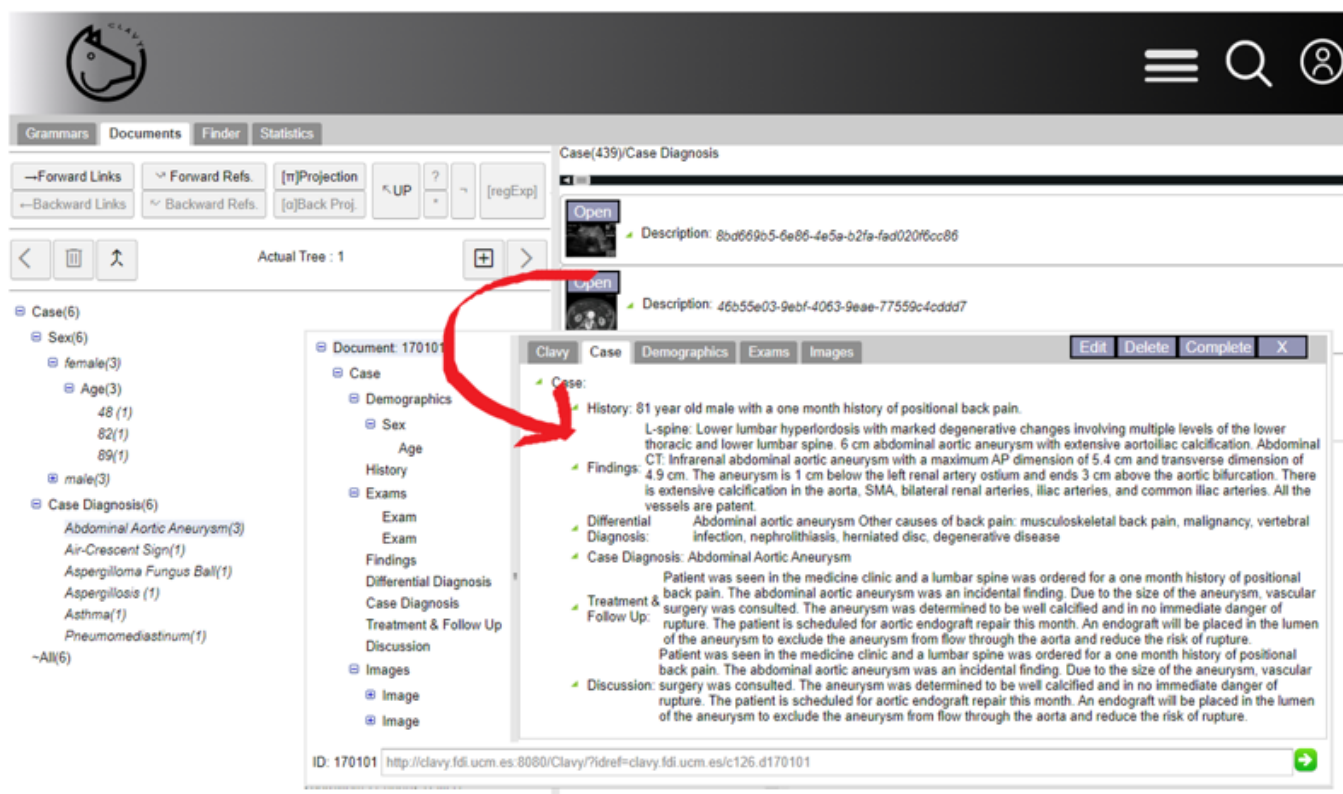 CLAVY
Grammars Documents Finder Statistics
→Forward Links Forward Refs. [π]Projection UP ? ¬ [regExp]
←Backward Links Backward Refs. [α]Back Proj. *
Actual Tree : 1
Case(6)
Sex(6)
female(3)
Age(3)
48 (1)
82(1)
89(1)
male(3)
Case Diagnosis(6)
Abdominal Aortic Aneurysm(3)
Air-Crescent Sign(1)
Aspergilloma Fungus Ball(1)
Aspergillosis (1)
Asthma(1)
Pneumomediastinum(1)
~All(6)
Case(439)/Case Diagnosis
Open
Description: 8bd669b5-6e86-4e5a-b2fa-fad020f6cc86
Open
Description: 46b55e03-9ebf-4063-9eae-77559c4cddd7
Document: 170101
Case
Demographics
Sex
Age
History
Exams
Exam
Exam
Findings
Differential Diagnosis
Case Diagnosis
Treatment & Follow Up
Discussion
Images
Image
Image
Clavy Case Demographics Exams Images Edit Delete Complete X
Case:
History: 81 year old male with a one month history of positional back pain.
L-spine: Lower lumbar hyperlordosis with marked degenerative changes involving multiple levels of the lower
thoracic and lower lumbar spine. 6 cm abdominal aortic aneurysm with extensive aortoiliac calcification. Abdominal
Findings: CT: Infrarenal abdominal aortic aneurysm with a maximum AP dimension of 5.4 cm and transverse dimension of
4.9 cm. The aneurysm is 1 cm below the left renal artery ostium and ends 3 cm above the aortic bifurcation. There
is extensive calcification in the aorta, SMA, bilateral renal arteries, iliac arteries, and common iliac arteries. All the
vessels are patent.
Differential Abdominal aortic aneurysm Other causes of back pain: musculoskeletal back pain, malignancy, vertebral
Diagnosis: infection, nephrolithiasis, herniated disc, degenerative disease
Case Diagnosis: Abdominal Aortic Aneurysm
Patient was seen in the medicine clinic and a lumbar spine was ordered for a one month history of positional
Treatment & back pain. The abdominal aortic aneurysm was an incidental finding. Due to the size of the aneurysm, vascular
Follow Up: surgery was consulted. The aneurysm was determined to be well calcified and in no immediate danger of
rupture. The patient is scheduled for aortic endograft repair this month. An endograft will be placed in the lumen
of the aneurysm to exclude the aneurysm from flow through the aorta and reduce the risk of rupture.
Patient was seen in the medicine clinic and a lumbar spine was ordered for a one month history of positional
back pain. The abdominal aortic aneurysm was an incidental finding. Due to the size of the aneurysm, vascular
Discussion: surgery was consulted. The aneurysm was determined to be well calcified and in no immediate danger of
rupture. The patient is scheduled for aortic endograft repair this month. An endograft will be placed in the lumen
of the aneurysm to exclude the aneurysm from flow through the aorta and reduce the risk of rupture.
ID: 170101 http://clavy.fdi.ucm.es:8080/Clavy/?idref=clavy.fdi.ucm.es/c126.d170101